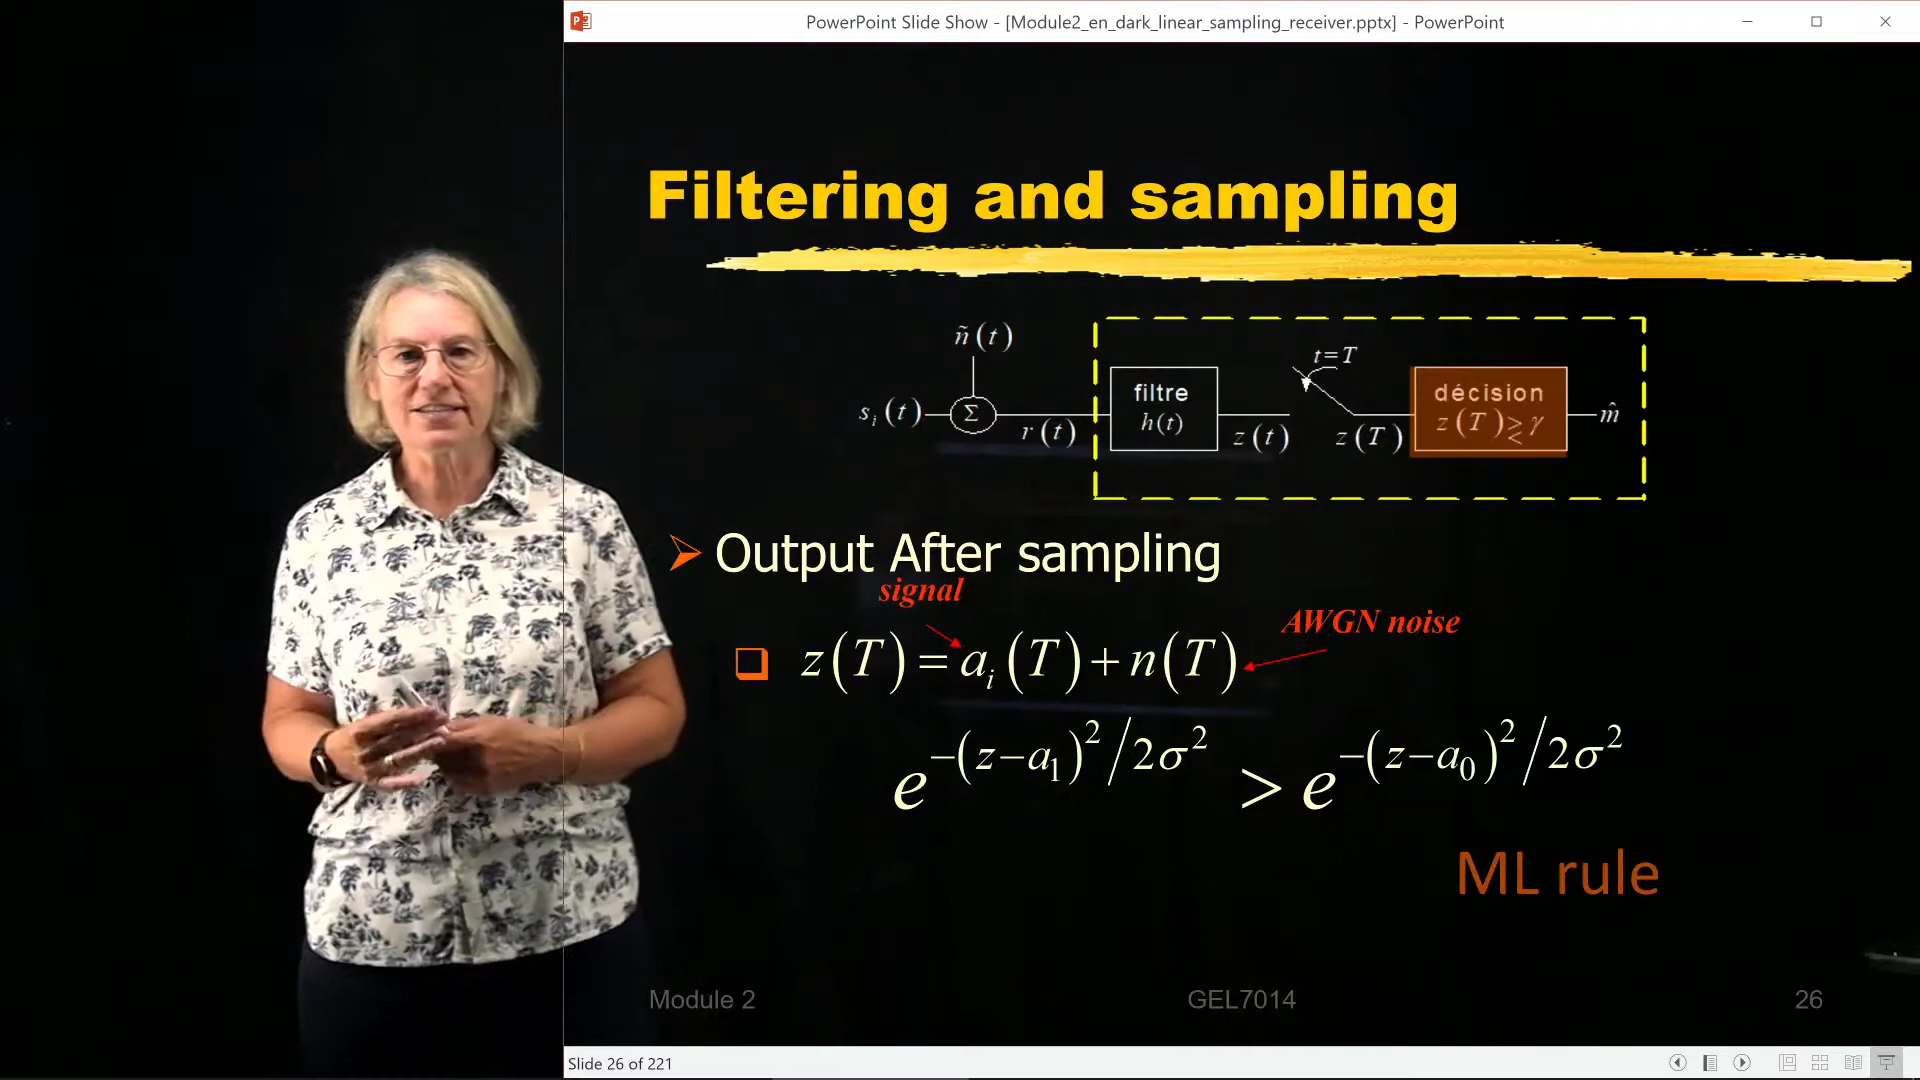 PowerPoint Slide Show - [Module2_en_dark_linear_sampling_receiver.pptx] - PowerPoint
Filtering and sampling
ñ(t)
t=T
s_i(t) Σ r(t) filtre h(t) z(t) z(T) décision z(T)≷γ m̂
Output After sampling
signal
AWGN noise
z(T)=a_i(T)+n(T)
e^{-(z-a_1)^2/2σ^2} > e^{-(z-a_0)^2/2σ^2}
ML rule
Module 2 GEL7014 26
Slide 26 of 221